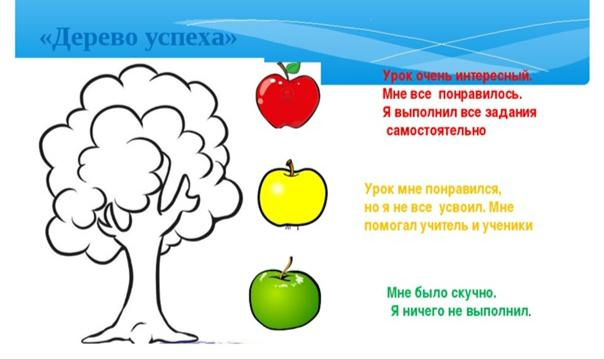 «Дерево успеха»
Урок очень интересный.
Мне все понравилось.
Я выполнил все задания
самостоятельно
Урок мне понравился,
но я не все усвоил. Мне
помогал учитель и ученики
Мне было скучно.
Я ничего не выполнил.